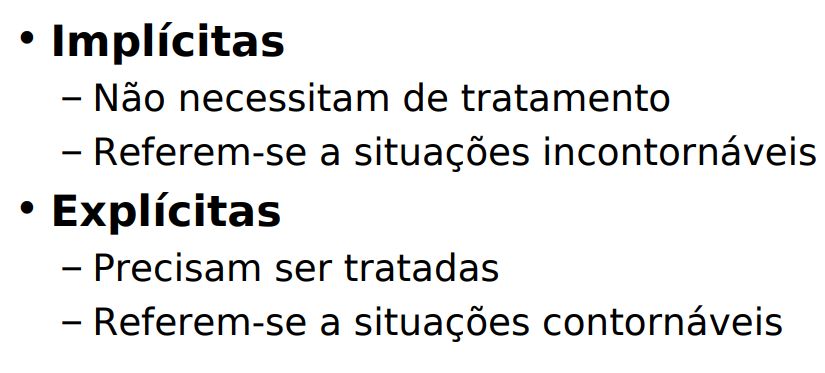 • Implícitas
– Não necessitam de tratamento
– Referem-se a situações incontornáveis
• Explícitas
– Precisam ser tratadas
– Referem-se a situações contornáveis